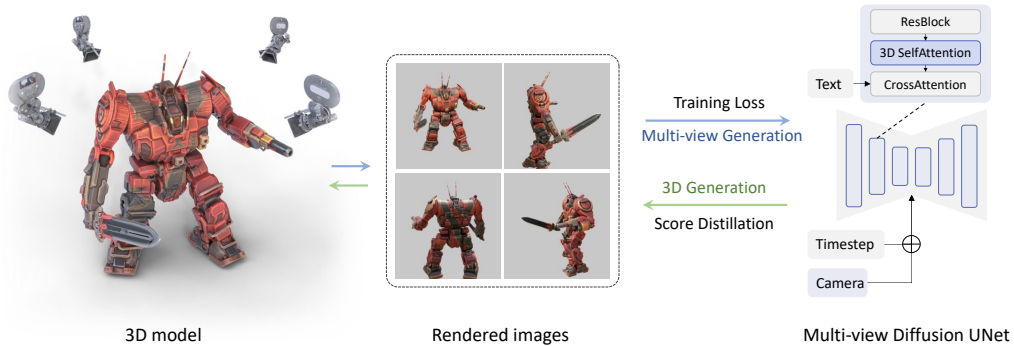 ResBlock
3D SelfAttention
Text
CrossAttention
Training Loss
Multi-view Generation
3D Generation
Score Distillation
Timestep
Camera
3D model
Rendered images
Multi-view Diffusion UNet